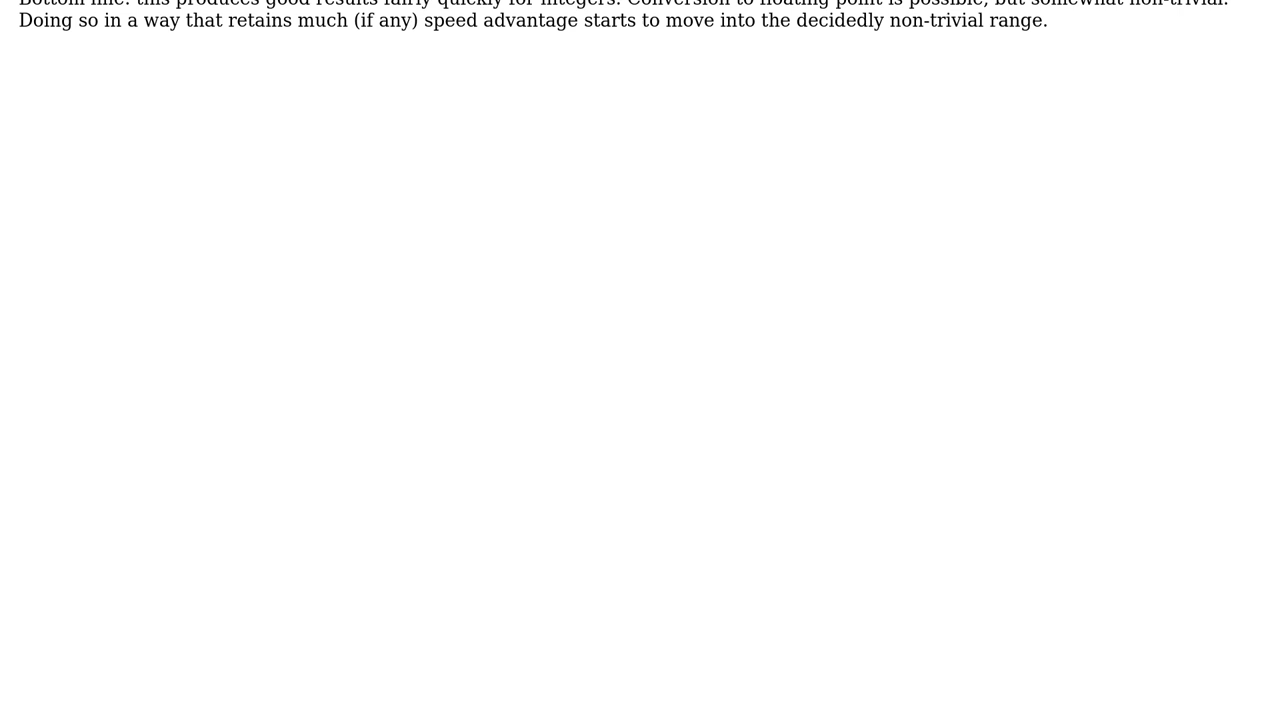 Bottom line: this produces good results fairly quickly for integers. Conversion to floating point is possible, but somewhat non-trivial.
Doing so in a way that retains much (if any) speed advantage starts to move into the decidedly non-trivial range.